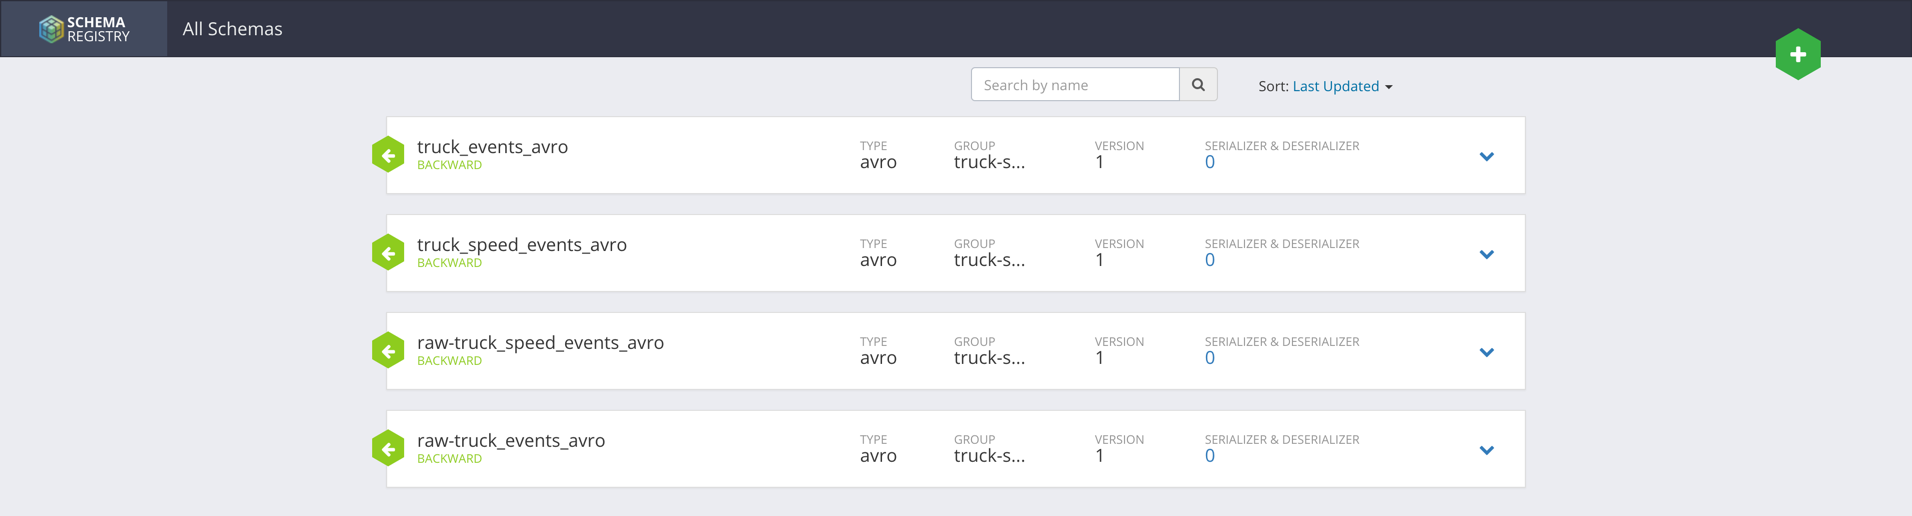 SCHEMA
REGISTRY
All Schemas
Search by name
Sort: Last Updated
truck_events_avro
BACKWARD
TYPE
avro
GROUP
truck-s...
VERSION
1
SERIALIZER & DESERIALIZER
0
truck_speed_events_avro
BACKWARD
TYPE
avro
GROUP
truck-s...
VERSION
1
SERIALIZER & DESERIALIZER
0
raw-truck_speed_events_avro
BACKWARD
TYPE
avro
GROUP
truck-s...
VERSION
1
SERIALIZER & DESERIALIZER
0
raw-truck_events_avro
BACKWARD
TYPE
avro
GROUP
truck-s...
VERSION
1
SERIALIZER & DESERIALIZER
0